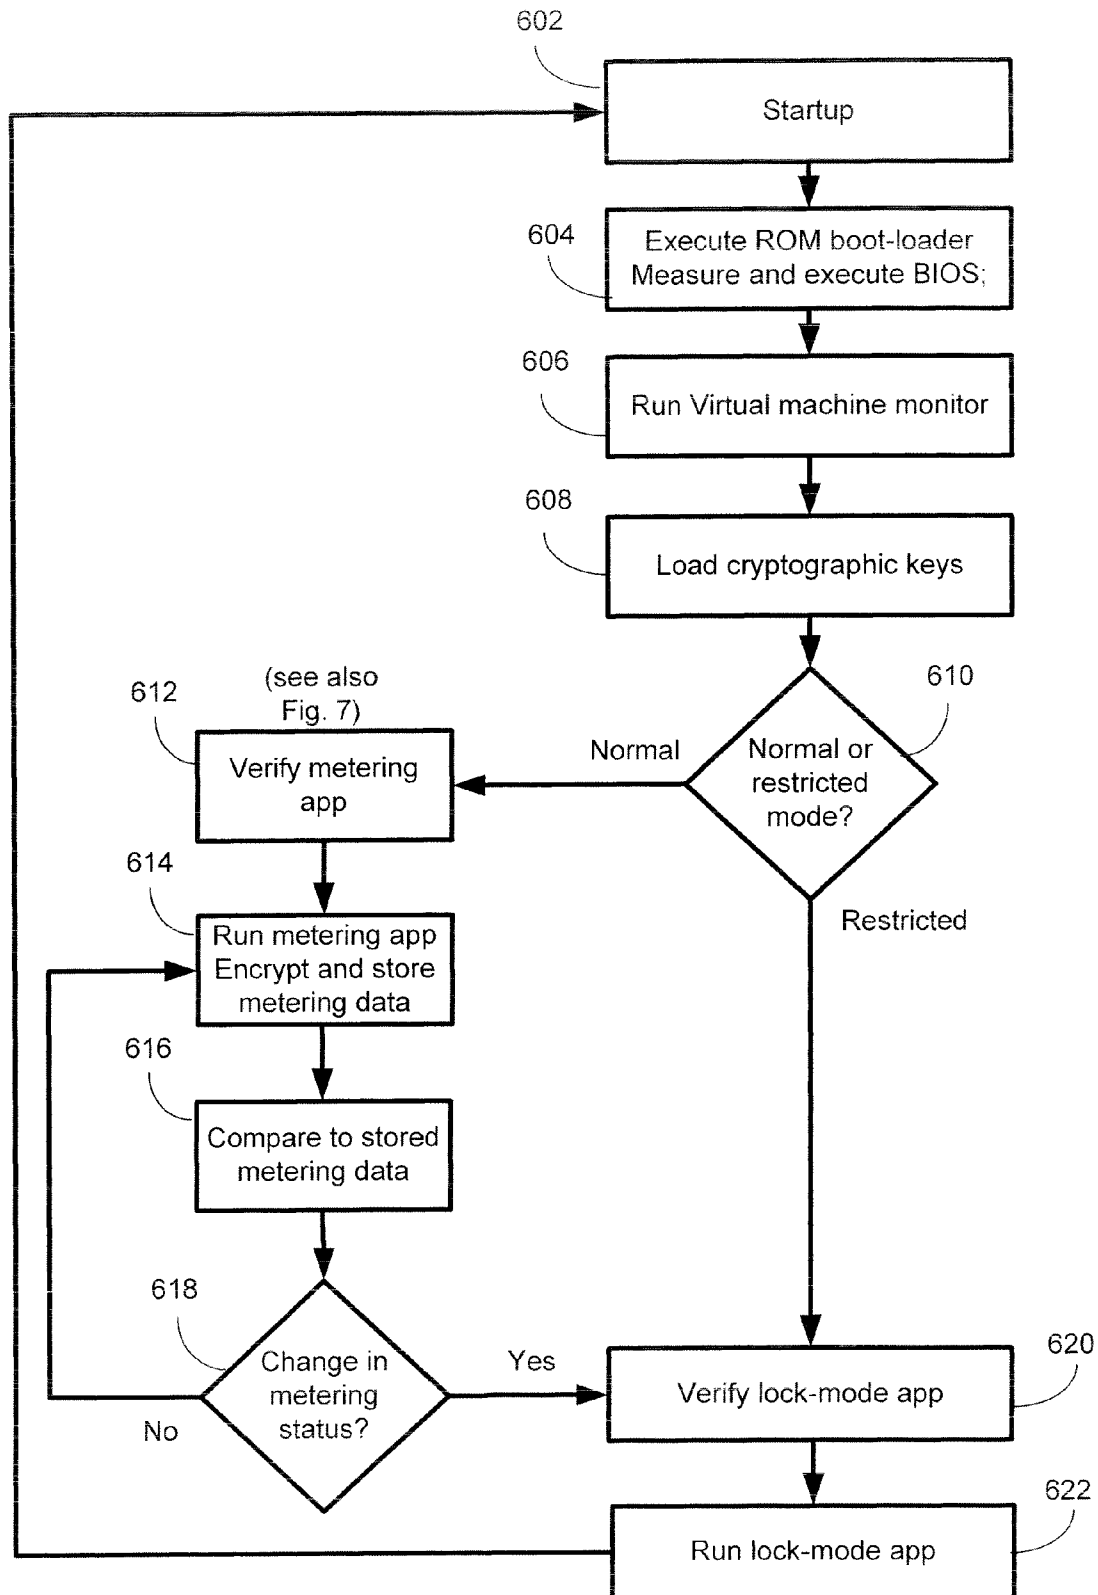 602
Startup
604
Execute ROM boot-loader
Measure and execute BIOS;
606
Run Virtual machine monitor
608
Load cryptographic keys
610
Normal or
restricted
mode?
Normal
Restricted
(see also
Fig. 7)
612
Verify metering
app
614
Run metering app
Encrypt and store
metering data
616
Compare to stored
metering data
618
Change in
metering
status?
Yes
No
620
Verify lock-mode app
622
Run lock-mode app